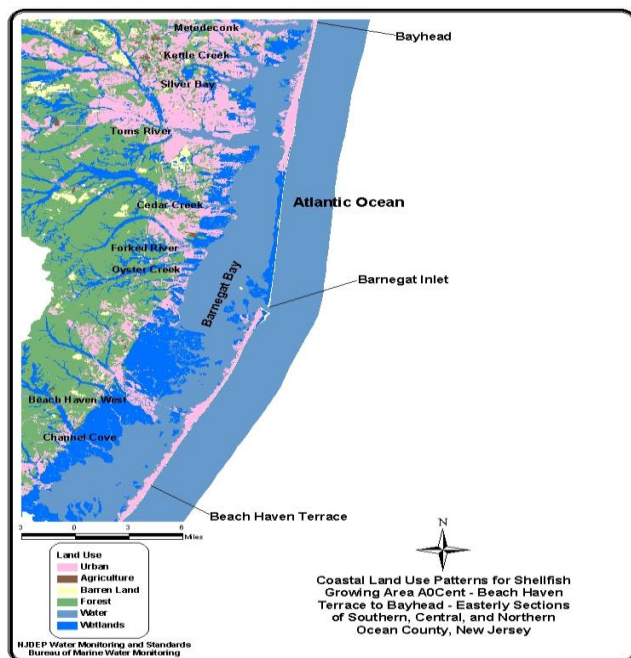 Metedeconk
Bayhead
Kettle Creek
Silver Bay
Toms River
Cedar Creek
Atlantic Ocean
Forked River
Oyster Creek
Barnegat Bay
Barnegat Inlet
Beach Haven West
Channel Cove
Beach Haven Terrace
3 0 3 6
Miles
N
Land Use
Urban
Agriculture
Barren Land
Forest
Water
Wetlands
Coastal Land Use Patterns for Shellfish
Growing Area A0Cent - Beach Haven
Terrace to Bayhead - Easterly Sections
of Southern, Central, and Northern
Ocean County, New Jersey
NJDEP Water Monitoring and Standards
Bureau of Marine Water Monitoring